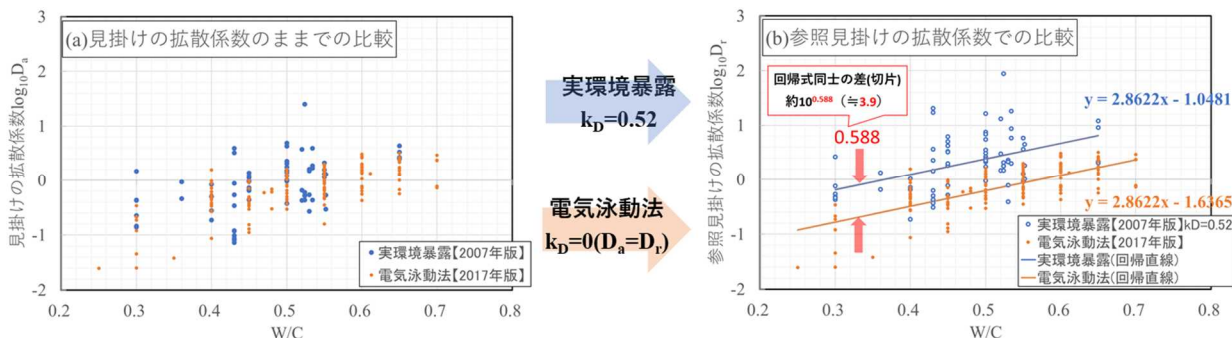 (a)見掛けの拡散係数のままでの比較
見掛けの拡散係数log₁₀Dₐ
3
2
1
0
-1
-2
0.2
0.3
0.4
0.5
0.6
0.7
0.8
W/C
実環境暴露【2007年版】
電気泳動法【2017年版】
実環境暴露
k_D=0.52
電気泳動法
k_D=0(Dₐ=Dᵣ)
(b)参照見掛けの拡散係数での比較
参照見掛けの拡散係数log₁₀Dᵣ
3
2
1
0
-1
-2
0.2
0.3
0.4
0.5
0.6
0.7
0.8
W/C
回帰式同士の差(切片)
約10^0.588(≒3.9)
0.588
y = 2.8622x - 1.0481
y = 2.8622x - 1.6365
実環境暴露【2007年版】kD=0.52
電気泳動法【2017年版】
実環境暴露(回帰直線)
電気泳動法(回帰直線)